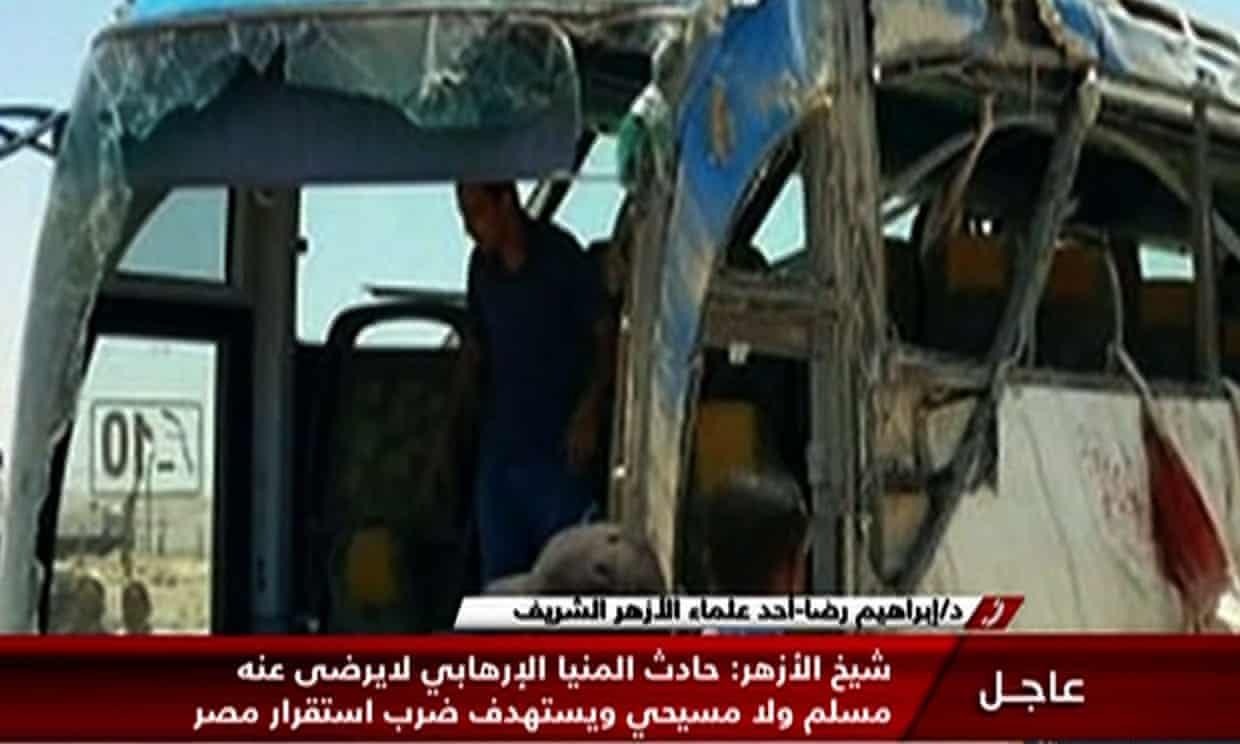 10
د/إبراهيم رضا-أحد علماء الأزهر الشريف
عاجل
شيخ الأزهر: حادث المنيا الإرهابي لايرضى عنه
مسلم ولا مسيحي ويستهدف ضرب استقرار مصر